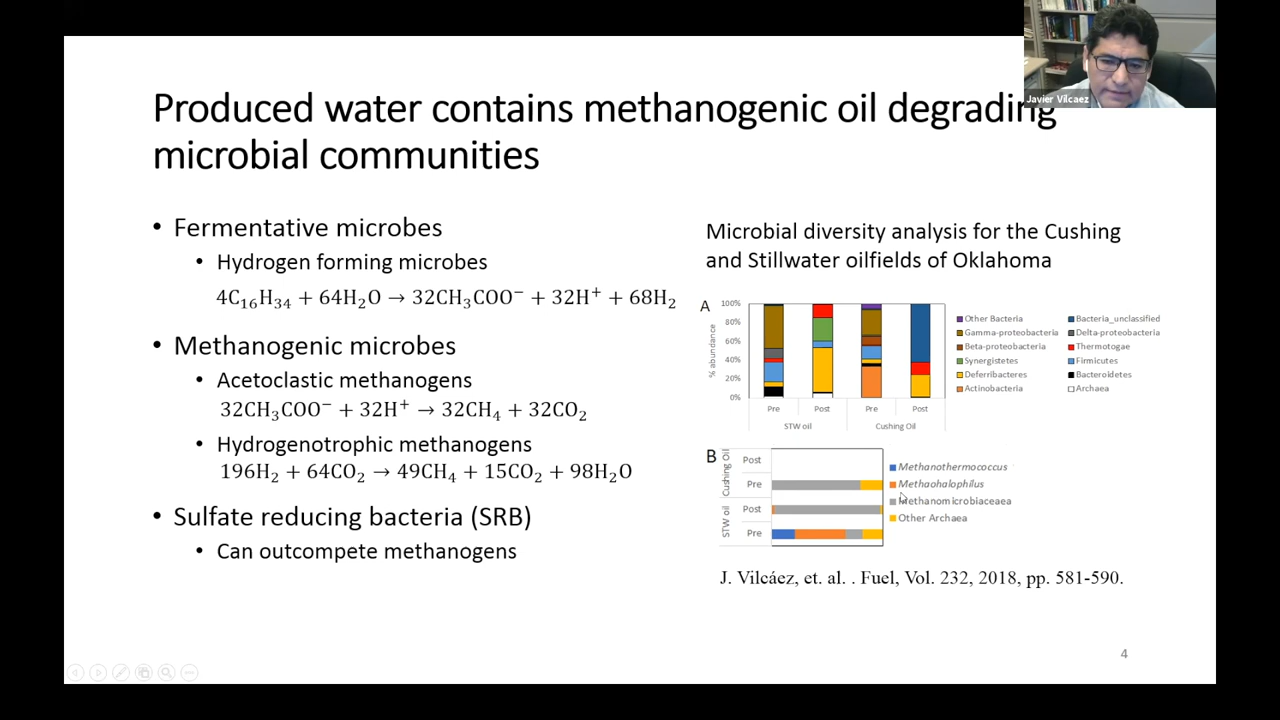 Javier Vilcaez
Produced water contains methanogenic oil degrading
microbial communities
• Fermentative microbes
• Hydrogen forming microbes
4C₁₆H₃₄ + 64H₂O → 32CH₃COO⁻ + 32H⁺ + 68H₂
• Methanogenic microbes
• Acetoclastic methanogens
32CH₃COO⁻ + 32H⁺ → 32CH₄ + 32CO₂
• Hydrogenotrophic methanogens
196H₂ + 64CO₂ → 49CH₄ + 15CO₂ + 98H₂O
• Sulfate reducing bacteria (SRB)
• Can outcompete methanogens
Microbial diversity analysis for the Cushing
and Stillwater oilfields of Oklahoma
A
% abundance
100%
80%
60%
40%
20%
0%
Pre Post Pre Post
STW oil Cushing Oil
Other Bacteria Bacteria_unclassified
Gamma-proteobacteria Delta-proteobacteria
Beta-proteobacteria Thermotogae
Synergistetes Firmicutes
Deferribacteres Bacteroidetes
Actinobacteria Archaea
B
Cushing Oil
Post
Pre
STW oil
Post
Pre
Methanothermococcus
Methaohalophilus
Methanomicrobiaceaea
Other Archaea
J. Vilcáez, et. al. . Fuel, Vol. 232, 2018, pp. 581-590.
4